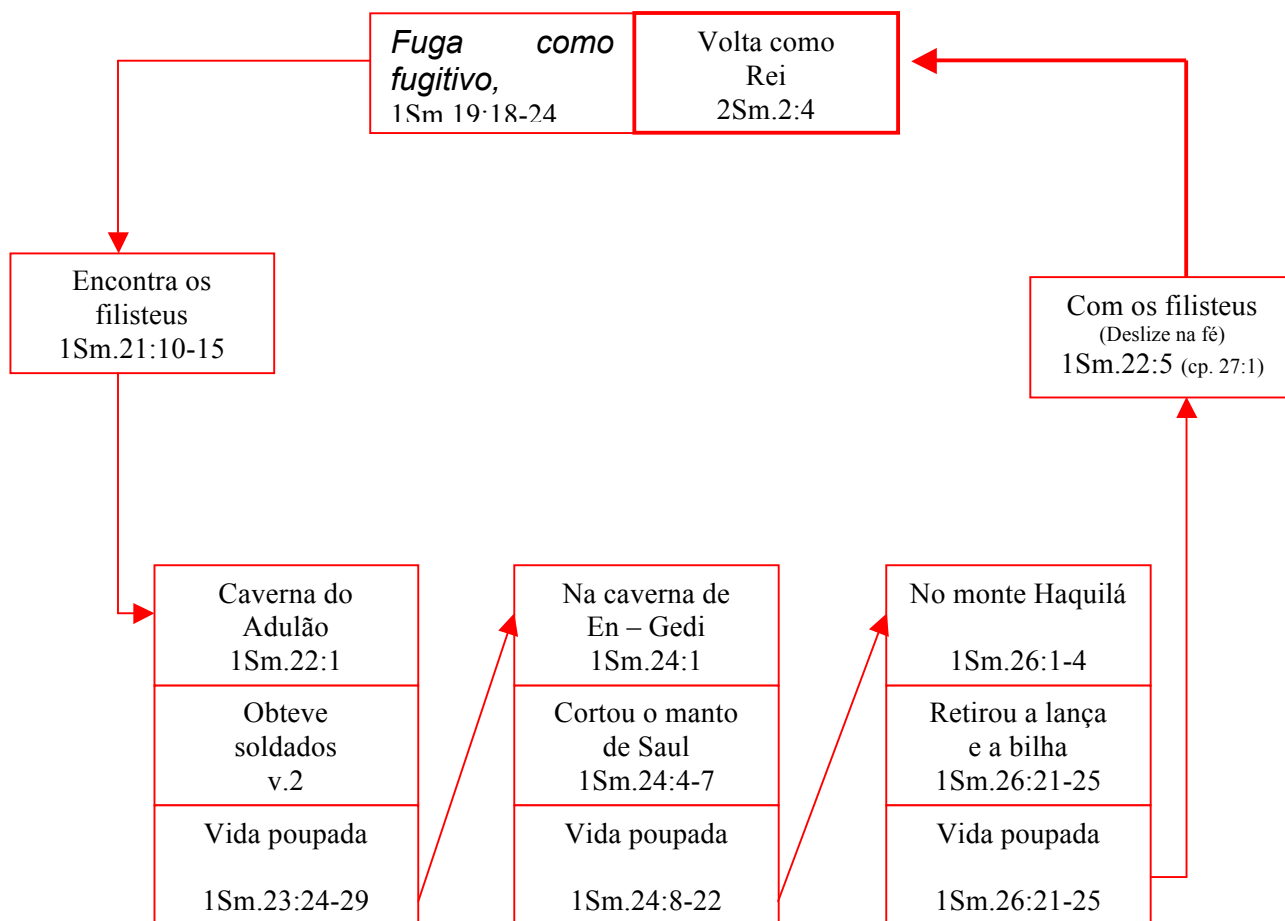 Fuga como
fugitivo,
1Sm.19:18-24
Volta como
Rei
2Sm.2:4
Encontra os
filisteus
1Sm.21:10-15
Com os filisteus
(Deslize na fé)
1Sm.22:5 (cp. 27:1)
Caverna do
Adulão
1Sm.22:1
Obteve
soldados
v.2
Vida poupada
1Sm.23:24-29
Na caverna de
En – Gedi
1Sm.24:1
Cortou o manto
de Saul
1Sm.24:4-7
Vida poupada
1Sm.24:8-22
No monte Haquilá
1Sm.26:1-4
Retirou a lança
e a bilha
1Sm.26:21-25
Vida poupada
1Sm.26:21-25